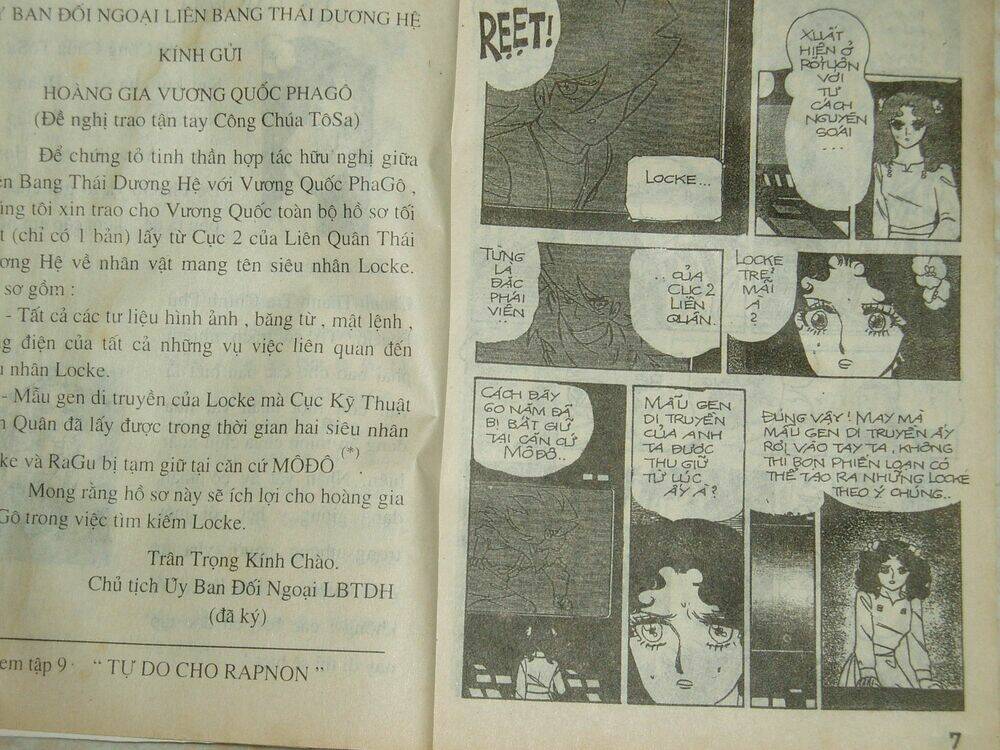 BAN ĐỐI NGOẠI LIÊN BANG THÁI DƯƠNG HỆ
KÍNH GỬI
HOÀNG GIA VƯƠNG QUỐC PHAGÔ
(Đề nghị trao tận tay Công Chúa TôSa)
Để chứng tỏ tinh thần hợp tác hữu nghị giữa
Bang Thái Dương Hệ với Vương Quốc PhaGô ,
tôi xin trao cho Vương Quốc toàn bộ hồ sơ tối
(chỉ có 1 bản) lấy từ Cục 2 của Liên Quân Thái
Hệ về nhân vật mang tên siêu nhân Locke.
sơ gồm :
- Tất cả các tư liệu hình ảnh , băng từ , mật lệnh ,
điện của tất cả những vụ việc liên quan đến
nhân Locke.
- Mẫu gen di truyền của Locke mà Cục Kỹ Thuật
Quân đã lấy được trong thời gian hai siêu nhân
ke và RaGu bị tạm giữ tại căn cứ MÔĐÔ (*).
Mong rằng hồ sơ này sẽ ích lợi cho hoàng gia
Gô trong việc tìm kiếm Locke.
Trân Trọng Kính Chào.
Chủ tịch Ủy Ban Đối Ngoại LBTDH
(đã ký)
em tập 9 “ TỰ DO CHO RAPNON ”
REẸT!
LOCKE...
XUẤT
HIỆN Ở
RÔTUÔN
VỚI
TƯ
CÁCH
NGUYÊN
SOÁI
...
TỪNG
LÀ
ĐẶC
PHÁI
VIÊN
..
..CỦA
CỤC 2
LIÊN
QUÂN.
LOCKE
TRẺ
MÃI
À
?
CÁCH ĐÂY
60 NĂM ĐÃ
BỊ BẮT GIỮ
TẠI CĂN CỨ
MÔĐÔ..
MẪU GEN
DI TRUYỀN
CỦA ANH
TA ĐƯỢC
THU GIỮ
TỪ LÚC
ẤY À?
ĐÚNG VẬY! MAY MÀ
MẪU GEN DI TRUYỀN ẤY
RƠI VÀO TAY TA, KHÔNG
THÌ BỌN PHIẾN LOẠN CÓ
THỂ TẠO RA NHỮNG LOCKE
THEO Ý CHÚNG..
7